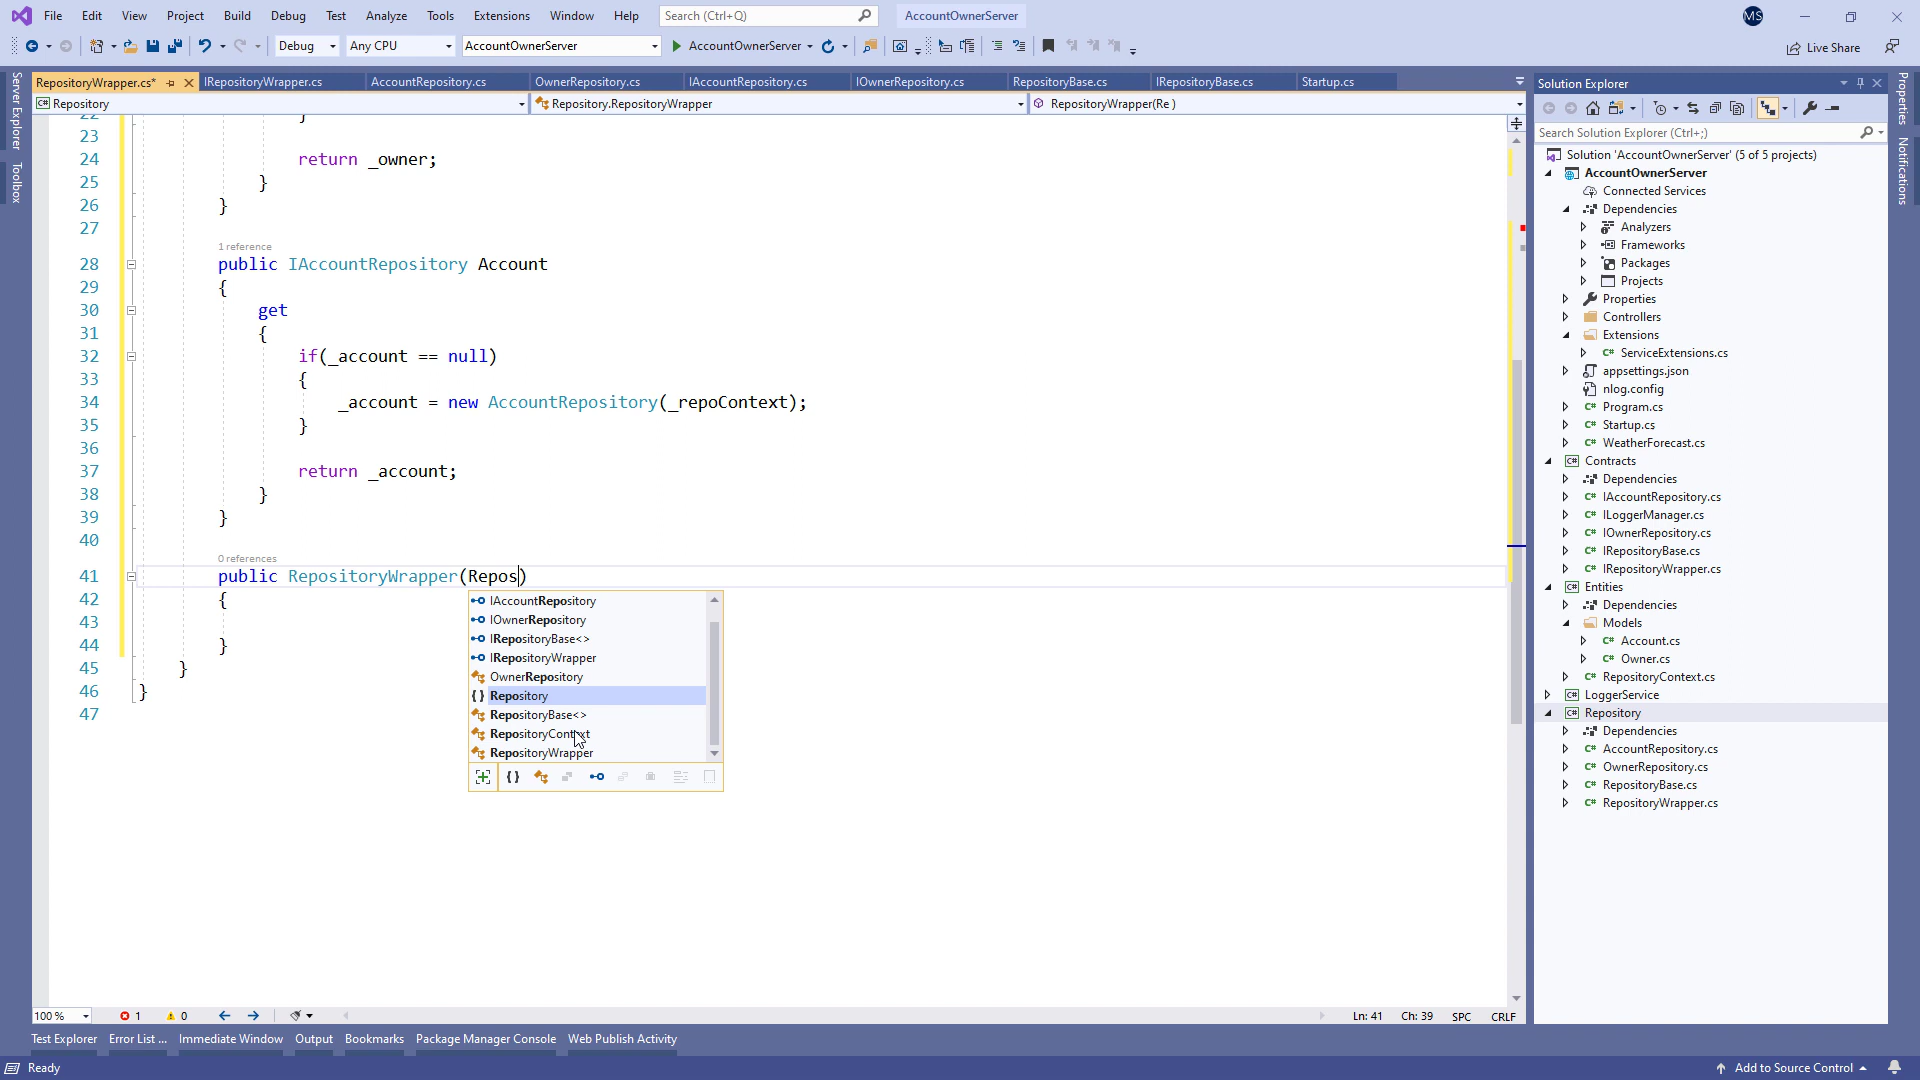 File Edit View Project Build Debug Test Analyze Tools Extensions Window Help Search (Ctrl+Q) AccountOwnerServer MS
Debug Any CPU AccountOwnerServer AccountOwnerServer Live Share
RepositoryWrapper.cs* IRepositoryWrapper.cs AccountRepository.cs OwnerRepository.cs IAccountRepository.cs IOwnerRepository.cs RepositoryBase.cs IRepositoryBase.cs Startup.cs
Repository Repository.RepositoryWrapper RepositoryWrapper(Re )
Server Explorer
Toolbox
22 }
23
24 return _owner;
25 }
26 }
27
1 reference
28 public IAccountRepository Account
29 {
30 get
31 {
32 if(_account == null)
33 {
34 _account = new AccountRepository(_repoContext);
35 }
36
37 return _account;
38 }
39 }
40
0 references
41 public RepositoryWrapper(Repos)
42 {
43
44 }
45 }
46 }
47
IAccountRepository
IOwnerRepository
IRepositoryBase<>
IRepositoryWrapper
OwnerRepository
{} Repository
RepositoryBase<>
RepositoryContext
RepositoryWrapper
Solution Explorer
Search Solution Explorer (Ctrl+;)
Solution 'AccountOwnerServer' (5 of 5 projects)
AccountOwnerServer
Connected Services
Dependencies
Analyzers
Frameworks
Packages
Projects
Properties
Controllers
Extensions
C# ServiceExtensions.cs
appsettings.json
nlog.config
C# Program.cs
C# Startup.cs
C# WeatherForecast.cs
C# Contracts
Dependencies
C# IAccountRepository.cs
C# ILoggerManager.cs
C# IOwnerRepository.cs
C# IRepositoryBase.cs
C# IRepositoryWrapper.cs
C# Entities
Dependencies
Models
C# Account.cs
C# Owner.cs
C# RepositoryContext.cs
C# LoggerService
C# Repository
Dependencies
C# AccountRepository.cs
C# OwnerRepository.cs
C# RepositoryBase.cs
C# RepositoryWrapper.cs
Properties
Notifications
100 % 1 0 Ln: 41 Ch: 39 SPC CRLF
Test Explorer Error List ... Immediate Window Output Bookmarks Package Manager Console Web Publish Activity
Ready Add to Source Control